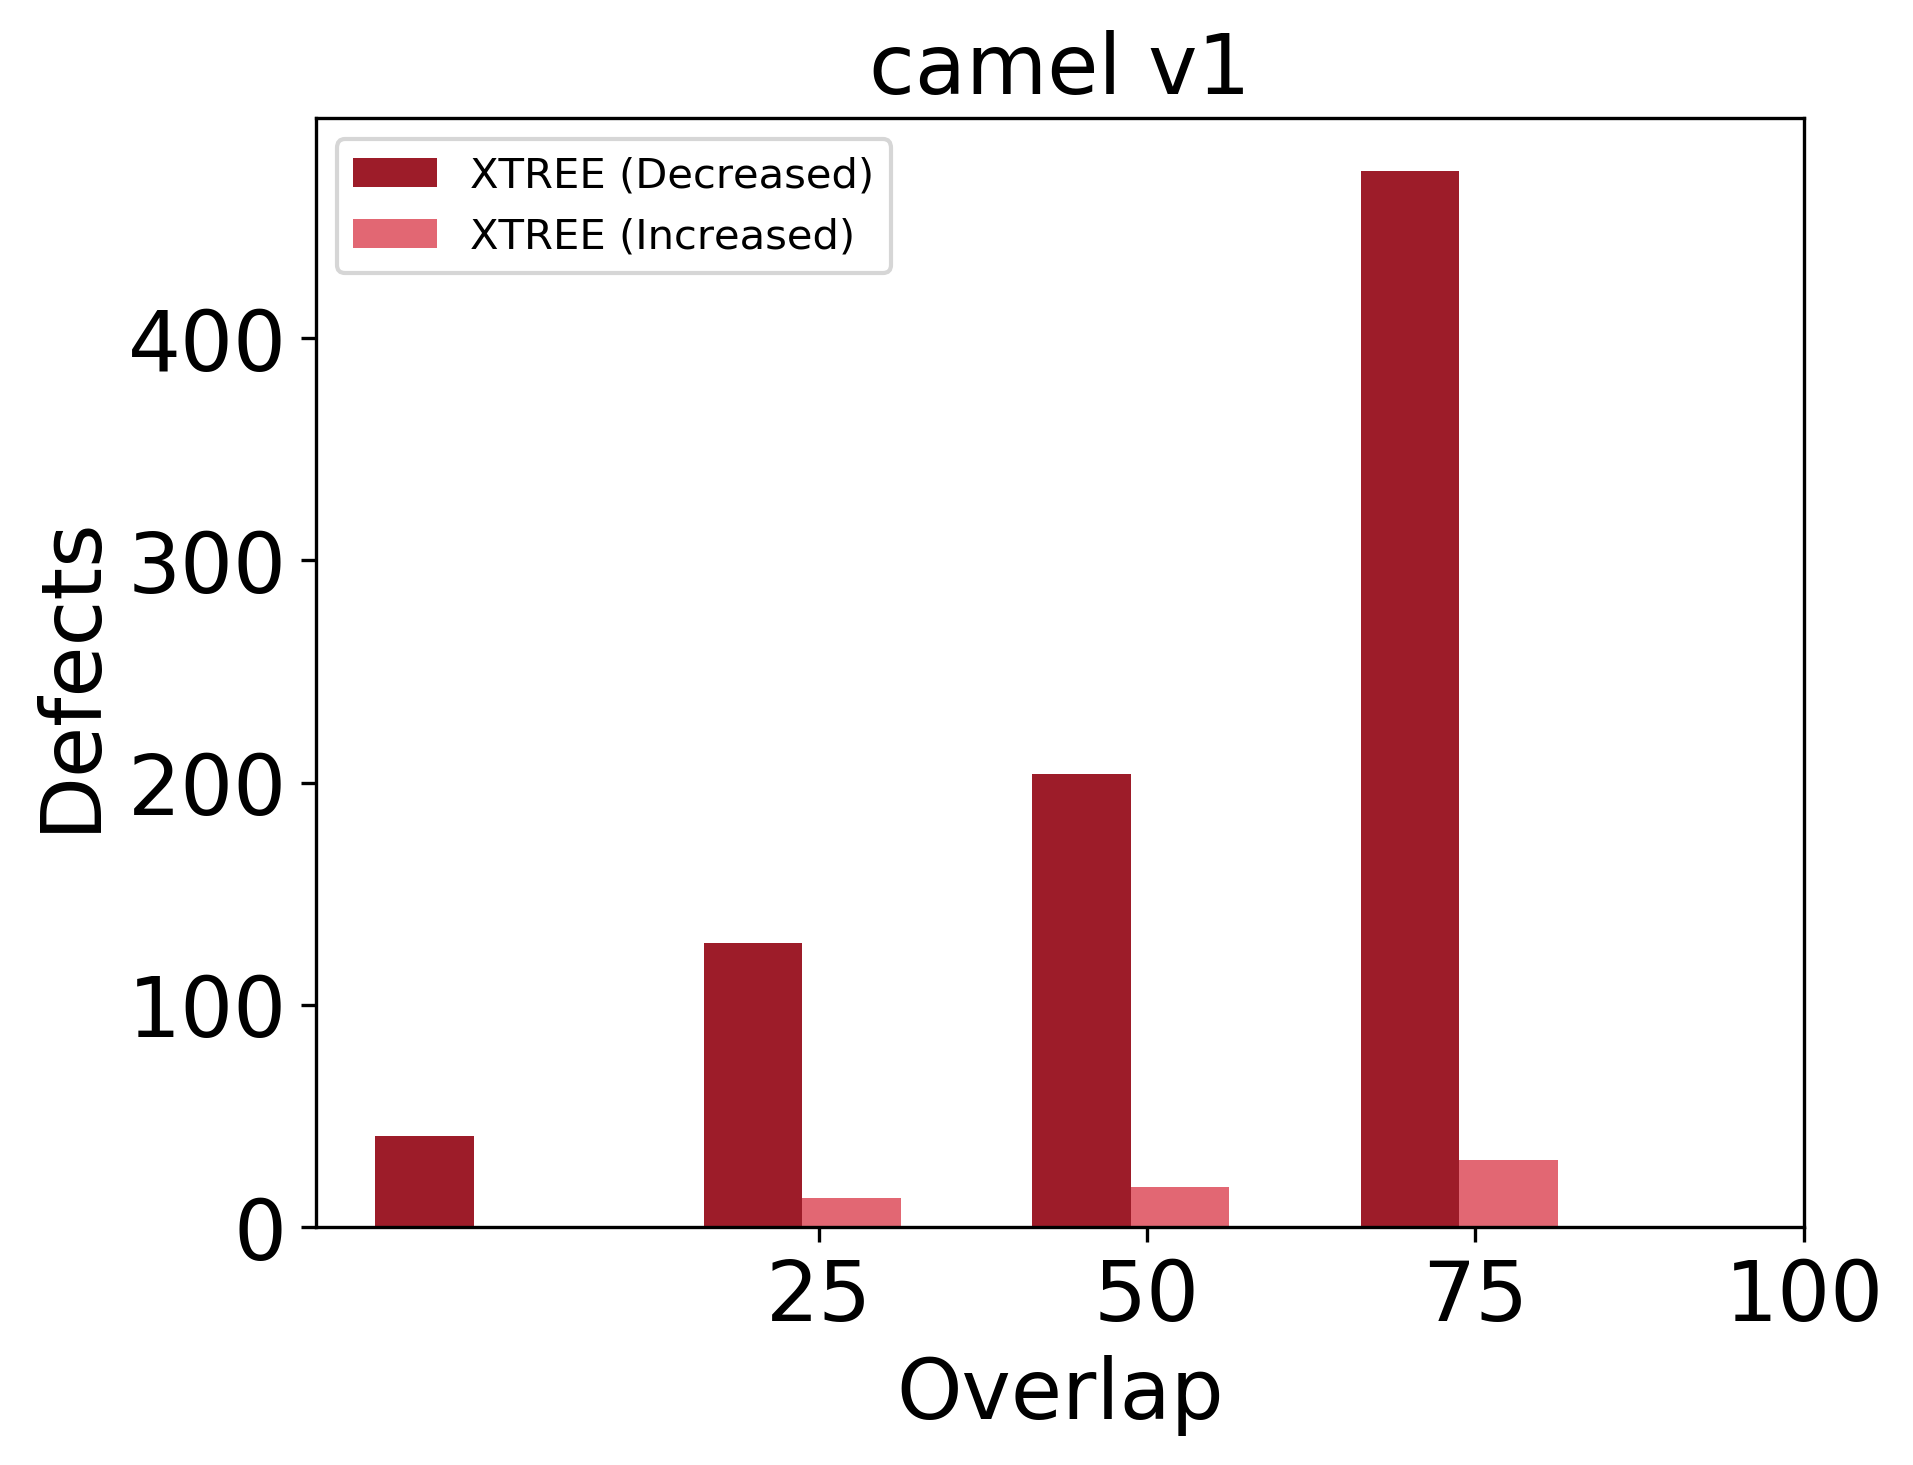 camel v1
XTREE (Decreased)
XTREE (Increased)
400
300
200
100
0
Defects
25 50 75 100
Overlap